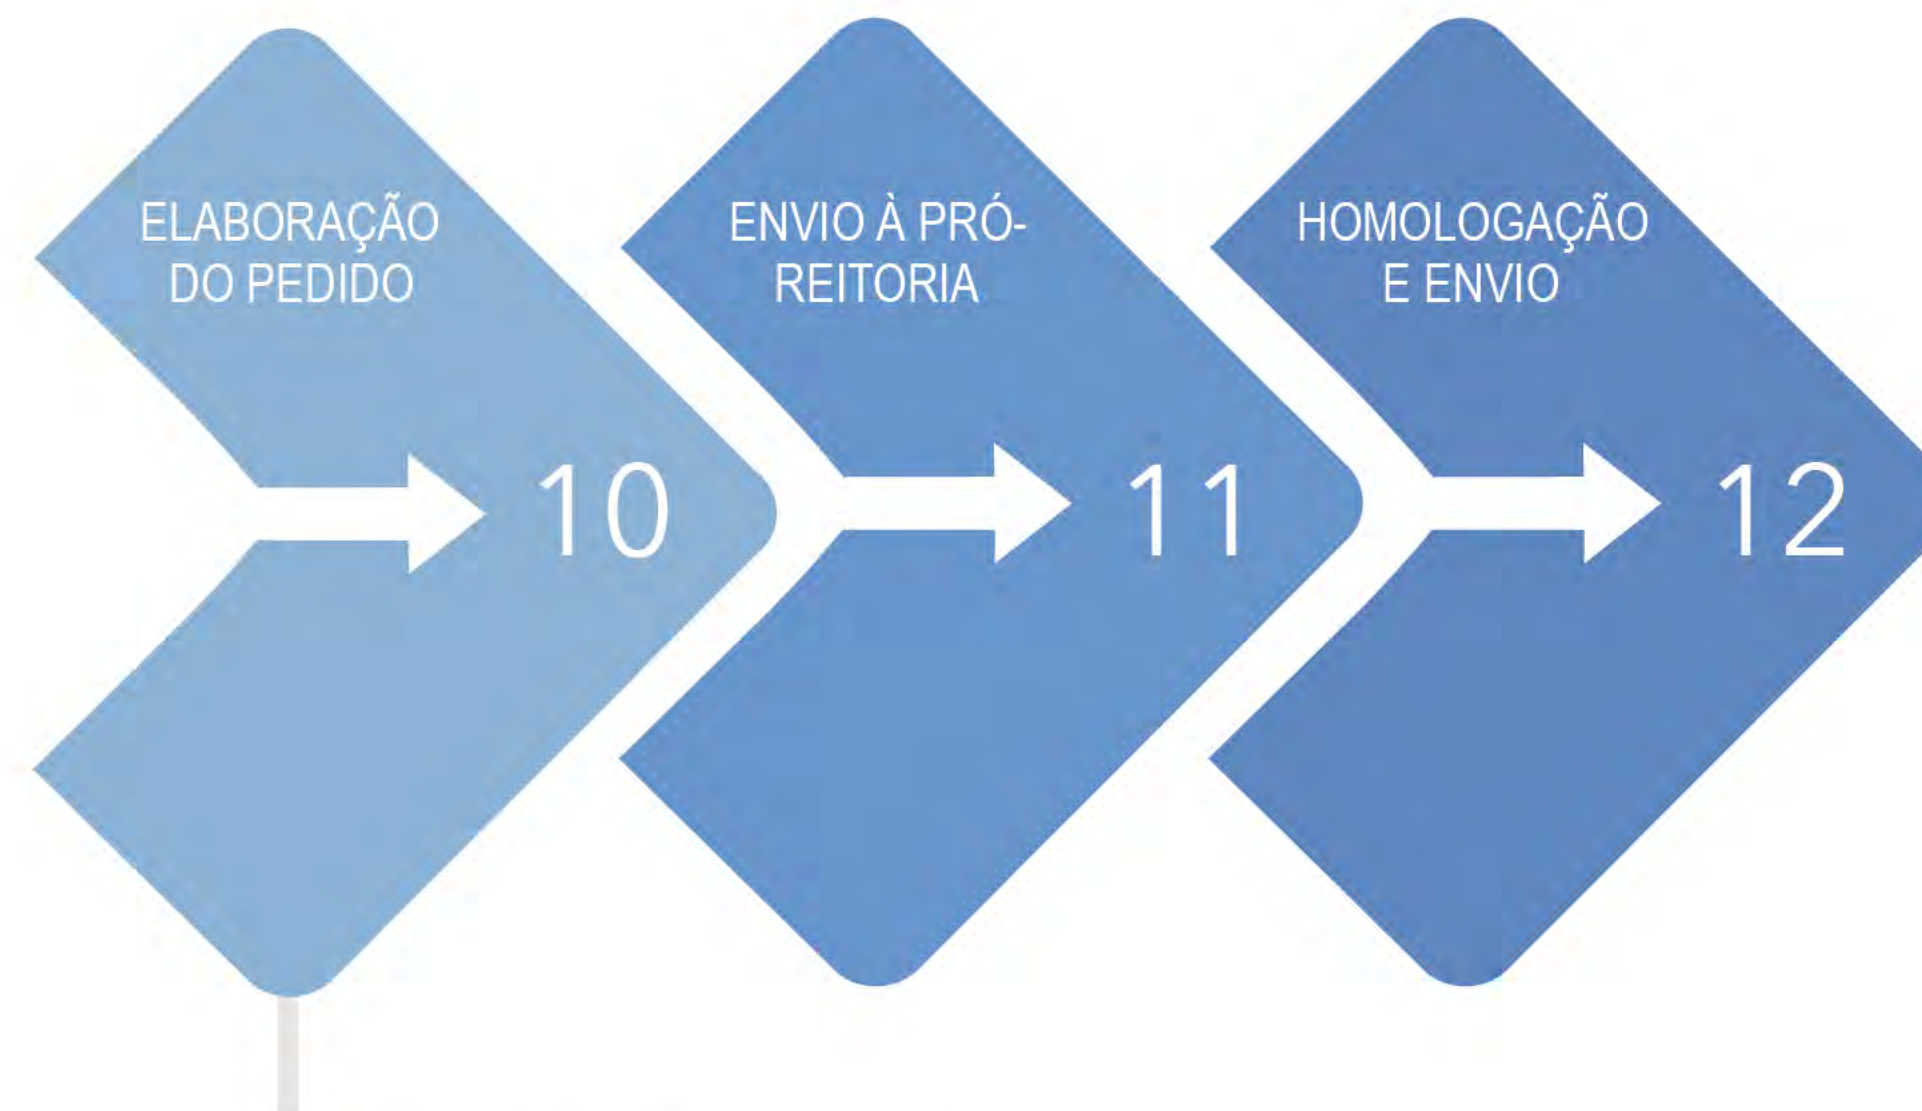 ELABORAÇÃO
DO PEDIDO
10
ENVIO À PRÓ-
REITORIA
11
HOMOLOGAÇÃO
E ENVIO
12